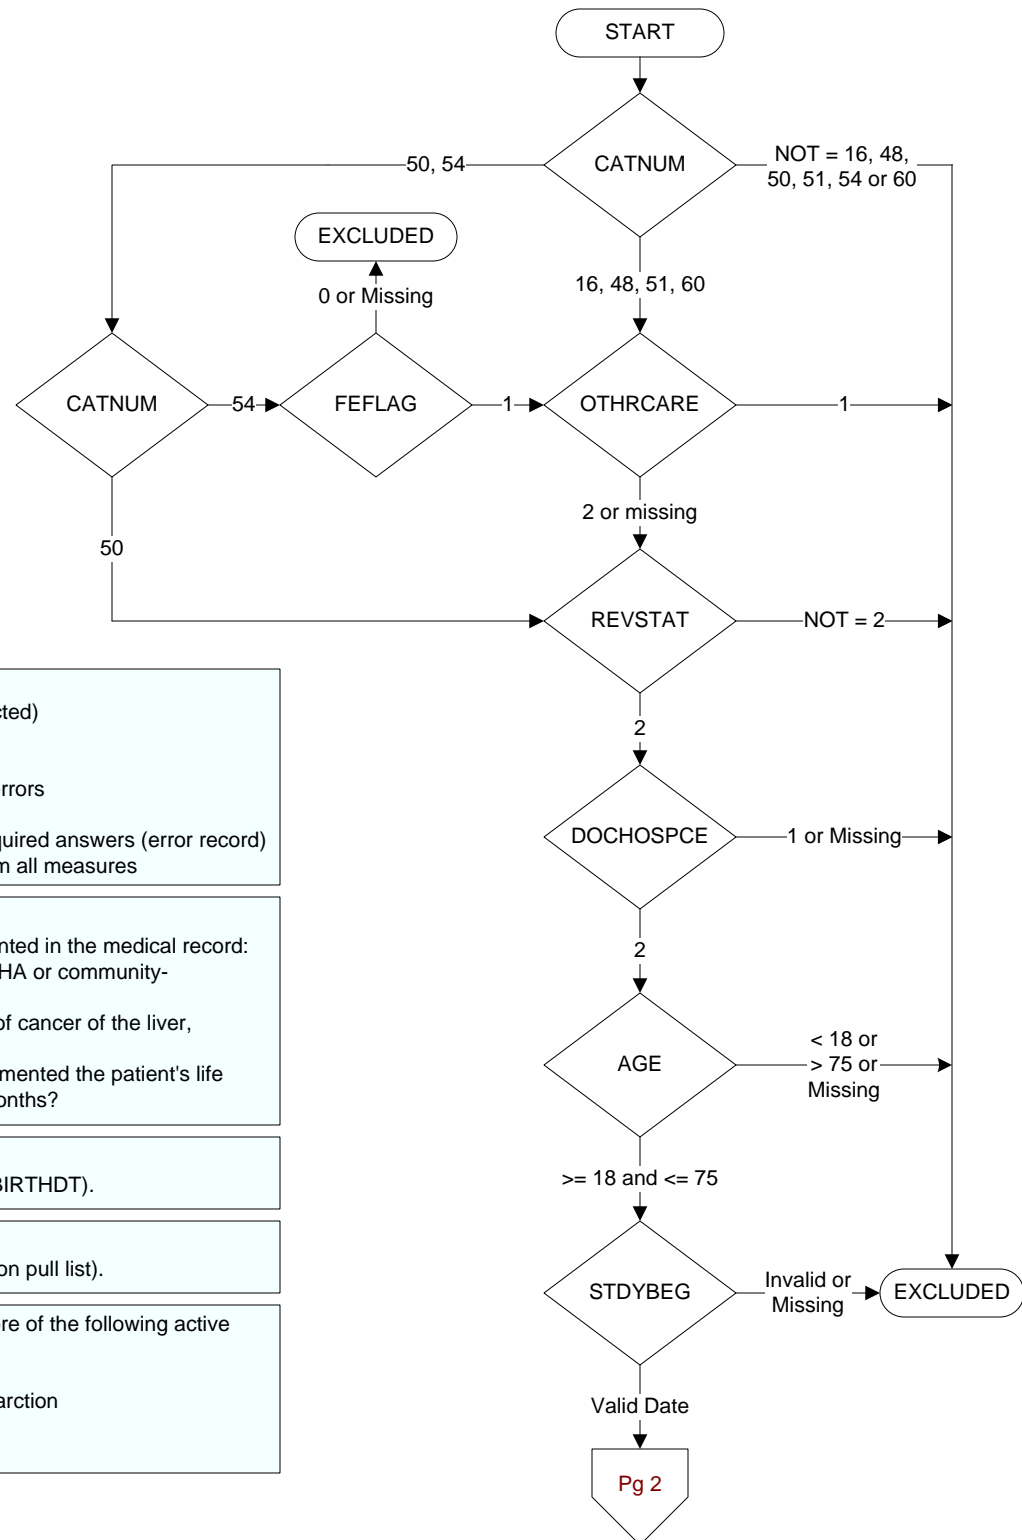 START
CATNUM
50, 54
NOT = 16, 48,
50, 51, 54 or 60
EXCLUDED
0 or Missing
16, 48, 51, 60
CATNUM
54
FEFLAG
1
OTHRCARE
1
2 or missing
50
REVSTAT
NOT = 2
2
DOCHOSPCE
1 or Missing
2
AGE
< 18 or
> 75 or
Missing
>= 18 and <= 75
STDYBEG
Invalid or
Missing
EXCLUDED
Valid Date
Pg 2
cted)
errors
quired answers (error record)
m all measures
nted in the medical record:
HA or community-
of cancer of the liver,
mented the patient's life
onths?
BIRTHDT).
on pull list).
ore of the following active
arction